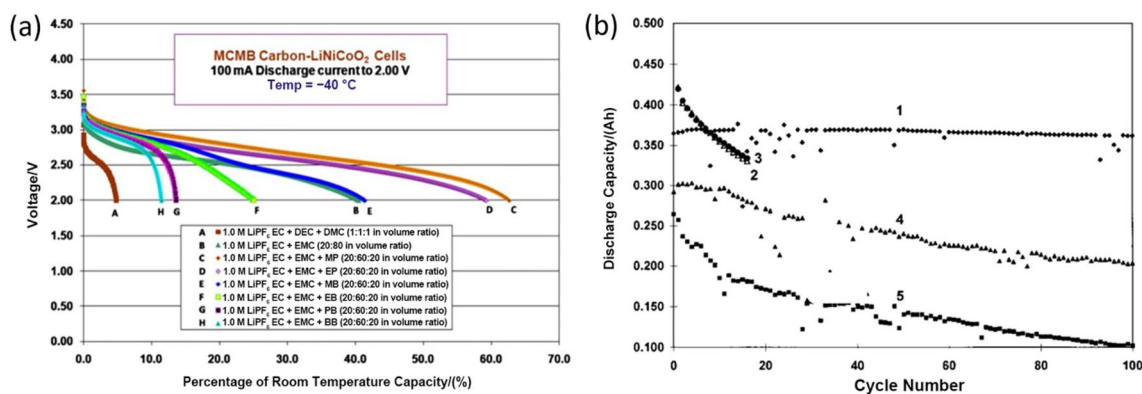 (a)
4.50
4.00
3.50
3.00
2.50
2.00
1.50
1.00
0.50
0.00
Voltage/V
MCMB Carbon-LiNiCoO₂ Cells
100 mA Discharge current to 2.00 V
Temp = −40 °C
A H G F B E D C
A 1.0 M LiPF₆ EC + DEC + DMC (1:1:1 in volume ratio)
B 1.0 M LiPF₆ EC + EMC (20:80 in volume ratio)
C 1.0 M LiPF₆ EC + EMC + MP (20:60:20 in volume ratio)
D 1.0 M LiPF₆ EC + EMC + EP (20:60:20 in volume ratio)
E 1.0 M LiPF₆ EC + EMC + MB (20:60:20 in volume ratio)
F 1.0 M LiPF₆ EC + EMC + EB (20:60:20 in volume ratio)
G 1.0 M LiPF₆ EC + EMC + PB (20:60:20 in volume ratio)
H 1.0 M LiPF₆ EC + EMC + BB (20:60:20 in volume ratio)
0.0 10.0 20.0 30.0 40.0 50.0 60.0 70.0
Percentage of Room Temperature Capacity/(%)
(b)
0.500
0.450
0.400
0.350
0.300
0.250
0.200
0.150
0.100
Discharge Capacity/(Ah)
1
3
2
4
5
0 20 40 60 80 100
Cycle Number